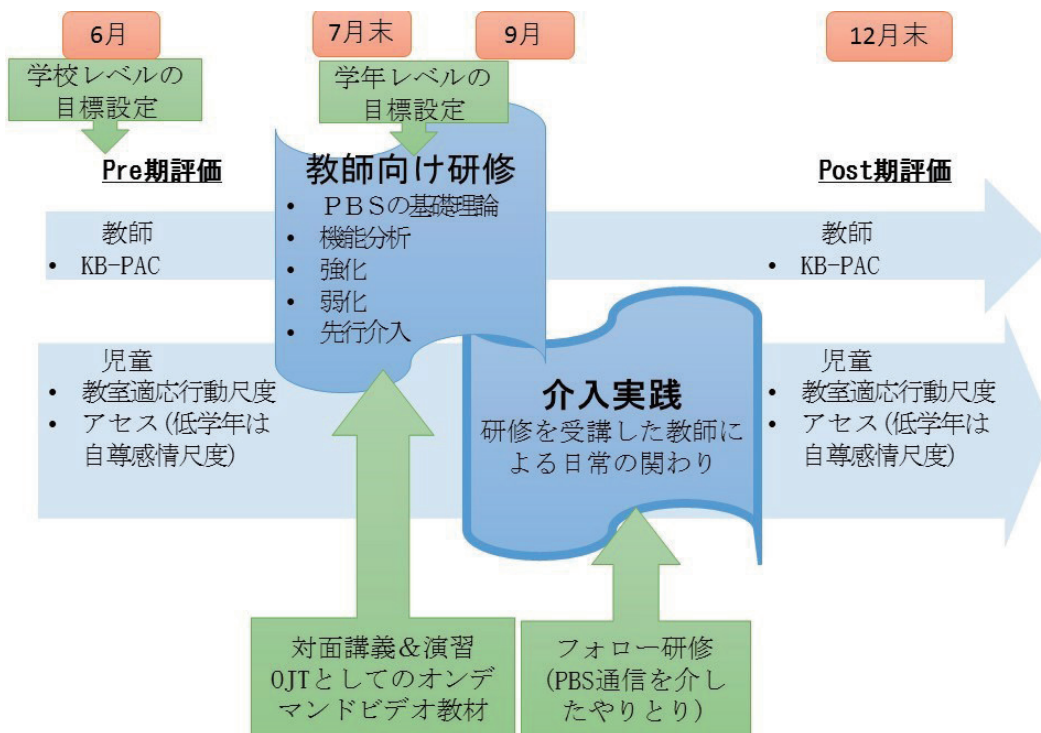 6月
7月末
9月
12月末
学校レベルの
目標設定
学年レベルの
目標設定
Pre期評価
教師向け研修
• ＰＢＳの基礎理論
• 機能分析
• 強化
• 弱化
• 先行介入
Post期評価
教師
• KB-PAC
教師
• KB-PAC
児童
• 教室適応行動尺度
• アセス(低学年は
自尊感情尺度)
介入実践
研修を受講した教師に
よる日常の関わり
児童
• 教室適応行動尺度
• アセス(低学年は
自尊感情尺度)
対面講義＆演習
OJTとしてのオンデ
マンドビデオ教材
フォロー研修
(PBS通信を介し
たやりとり)